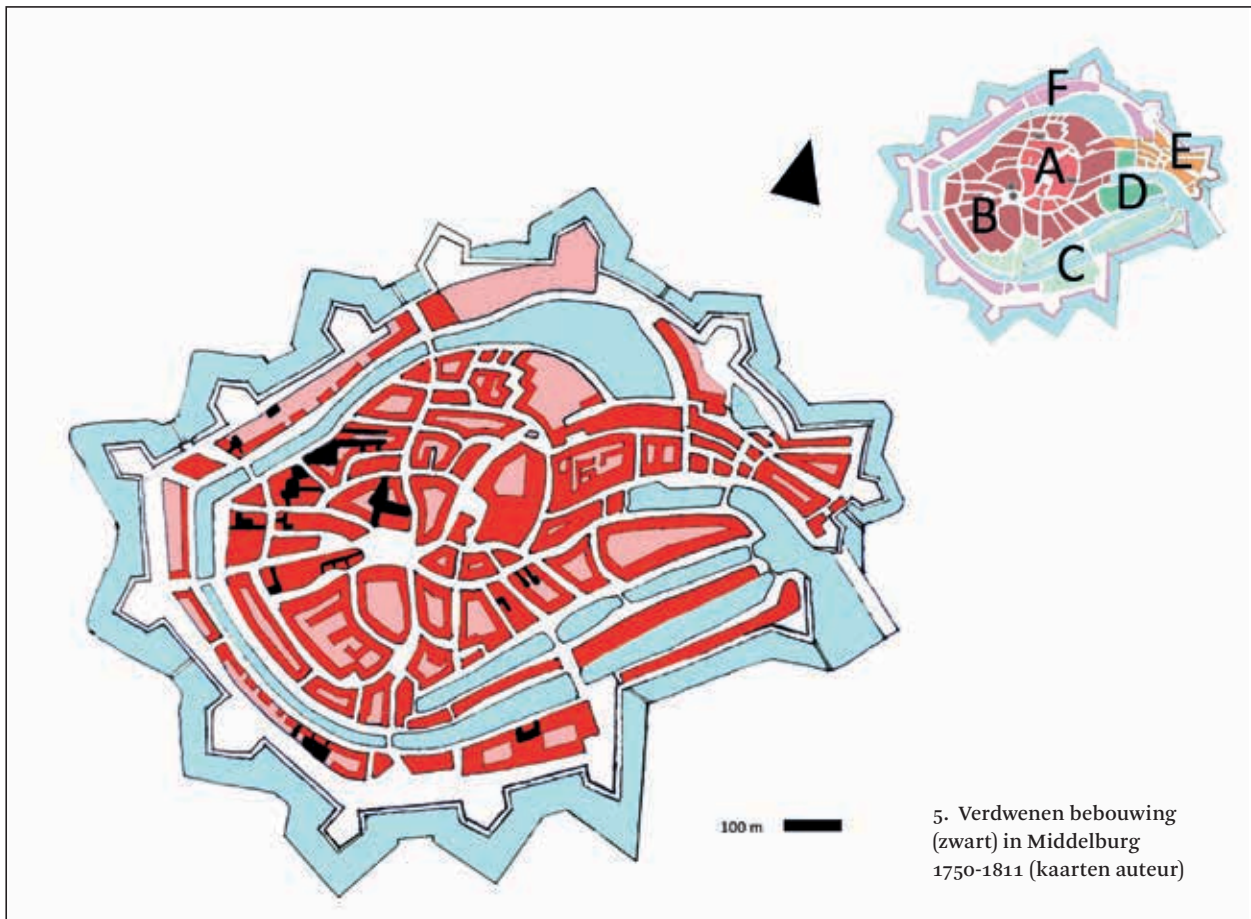 F
E
A
D
B
C
100 m
5. Verdwenen bebouwing
(zwart) in Middelburg
1750-1811 (kaarten auteur)